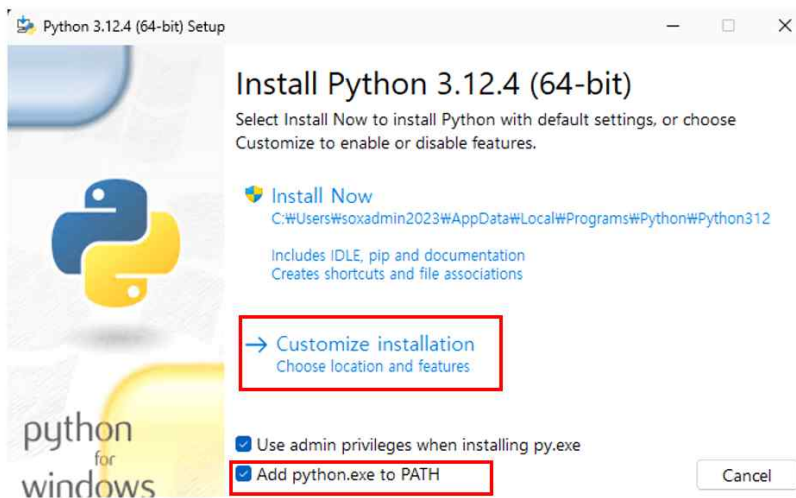 Python 3.12.4 (64-bit) Setup
Install Python 3.12.4 (64-bit)
Select Install Now to install Python with default settings, or choose
Customize to enable or disable features.
Install Now
C:₩Users₩soxadmin2023₩AppData₩Local₩Programs₩Python₩Python312
Includes IDLE, pip and documentation
Creates shortcuts and file associations
Customize installation
Choose location and features
python
for
windows
Use admin privileges when installing py.exe
Add python.exe to PATH
Cancel